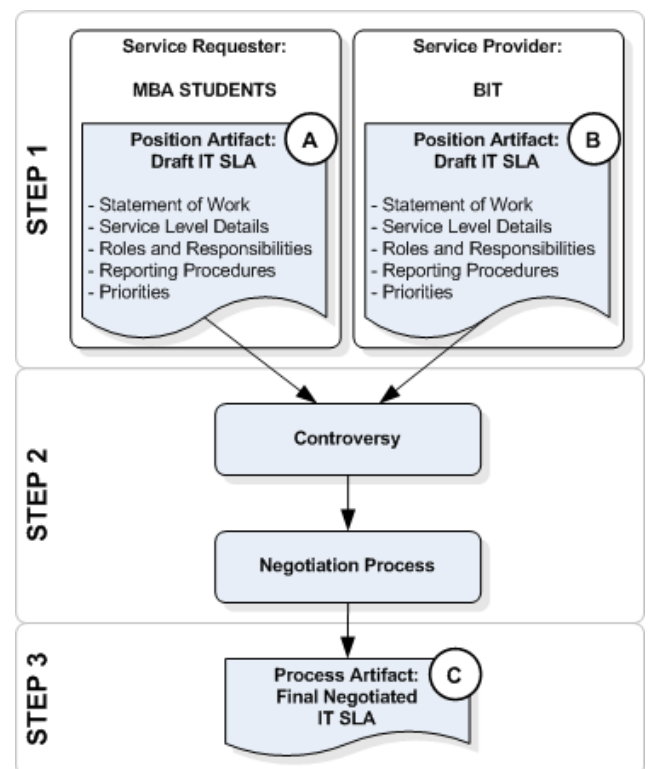 STEP 1
Service Requester:
MBA STUDENTS
Position Artifact:
Draft IT SLA
A
- Statement of Work
- Service Level Details
- Roles and Responsibilities
- Reporting Procedures
- Priorities
Service Provider:
BIT
Position Artifact:
Draft IT SLA
B
- Statement of Work
- Service Level Details
- Roles and Responsibilities
- Reporting Procedures
- Priorities
STEP 2
Controversy
Negotiation Process
STEP 3
Process Artifact:
Final Negotiated
IT SLA
C